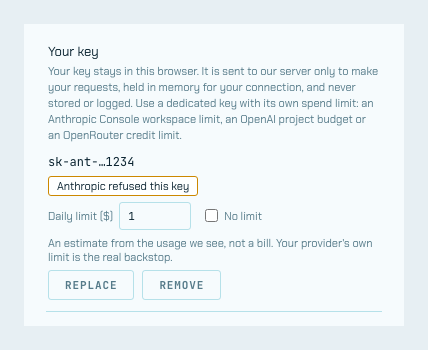 Your key
Your key stays in this browser. It is sent to our server only to make
your requests, held in memory for your connection, and never
stored or logged. Use a dedicated key with its own spend limit: an
Anthropic Console workspace limit, an OpenAI project budget or
an OpenRouter credit limit.
sk-ant-…1234
Anthropic refused this key
Daily limit ($) 1 No limit
An estimate from the usage we see, not a bill. Your provider's own
limit is the real backstop.
REPLACE REMOVE